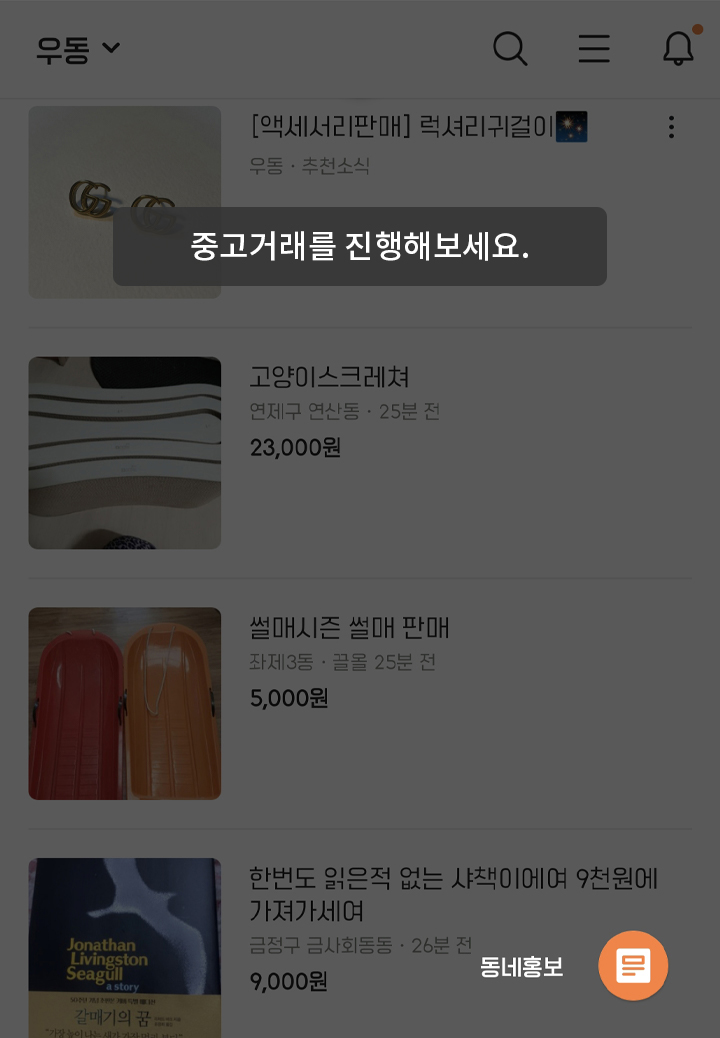 우동
[액세서리판매] 럭셔리귀걸이🎇
우동 · 추천소식
중고거래를 진행해보세요.
고양이스크레쳐
연제구 연산동 · 25분 전
23,000원
썰매시즌 썰매 판매
좌제3동 · 끌올 25분 전
5,000원
한번도 읽은적 없는 샤책이에여 9천원에
가져가세여
금정구 금사회동동 · 26분 전
9,000원
동네홍보
Jonathan
Livingston
Seagull
a story
갈매기의 꿈